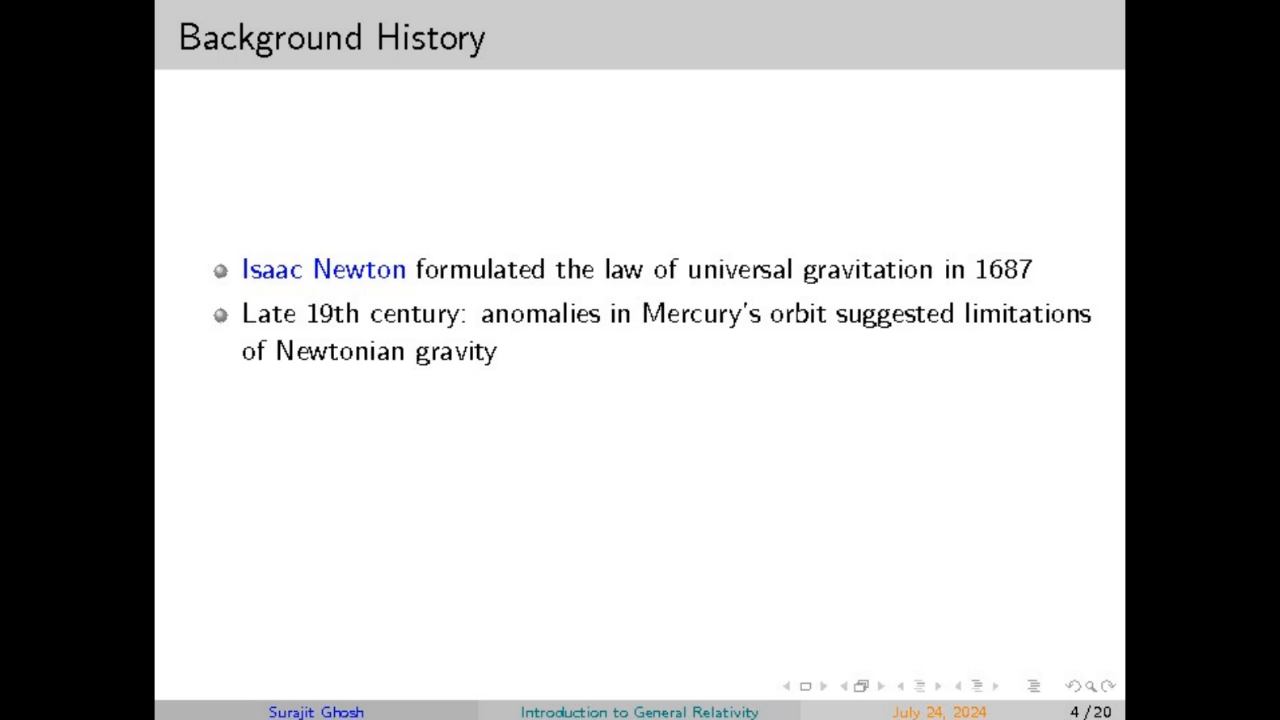 Background History
Isaac Newton formulated the law of universal gravitation in 1687
Late 19th century: anomalies in Mercury's orbit suggested limitations
of Newtonian gravity
Surajit Ghosh
Introduction to General Relativity
July 24, 2024
4 / 20